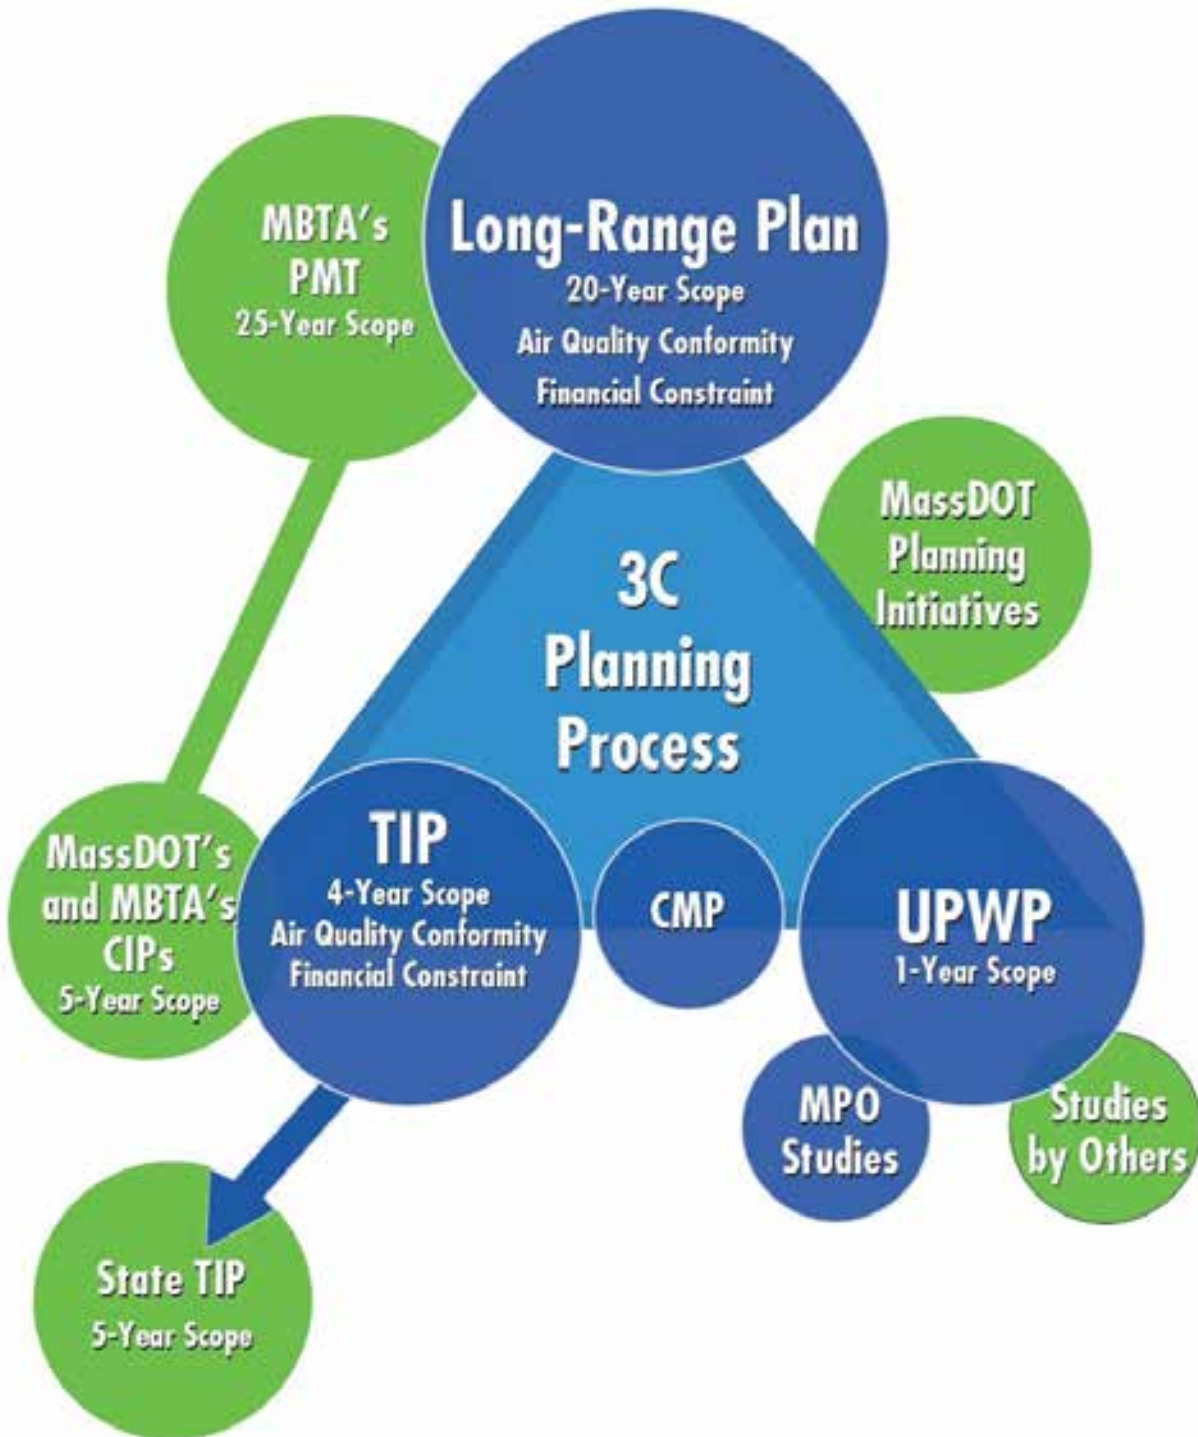 MBTA's
PMT
25-Year Scope
Long-Range Plan
20-Year Scope
Air Quality Conformity
Financial Constraint
MassDOT
Planning
Initiatives
3C
Planning
Process
MassDOT's
and MBTA's
CIPs
5-Year Scope
TIP
4-Year Scope
Air Quality Conformity
Financial Constraint
CMP
UPWP
1-Year Scope
MPO
Studies
Studies
by Others
State TIP
5-Year Scope